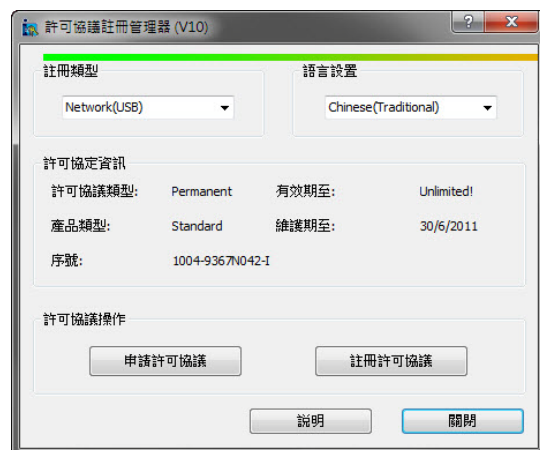 許可協議註冊管理器 (V10)
註冊類型
語言設置
Network(USB)
Chinese(Traditional)
許可協定資訊
許可協議類型: Permanent 有效期至: Unlimited!
產品類型: Standard 維護期至: 30/6/2011
序號: 1004-9367N042-I
許可協議操作
申請許可協議
註冊許可協議
説明
關閉